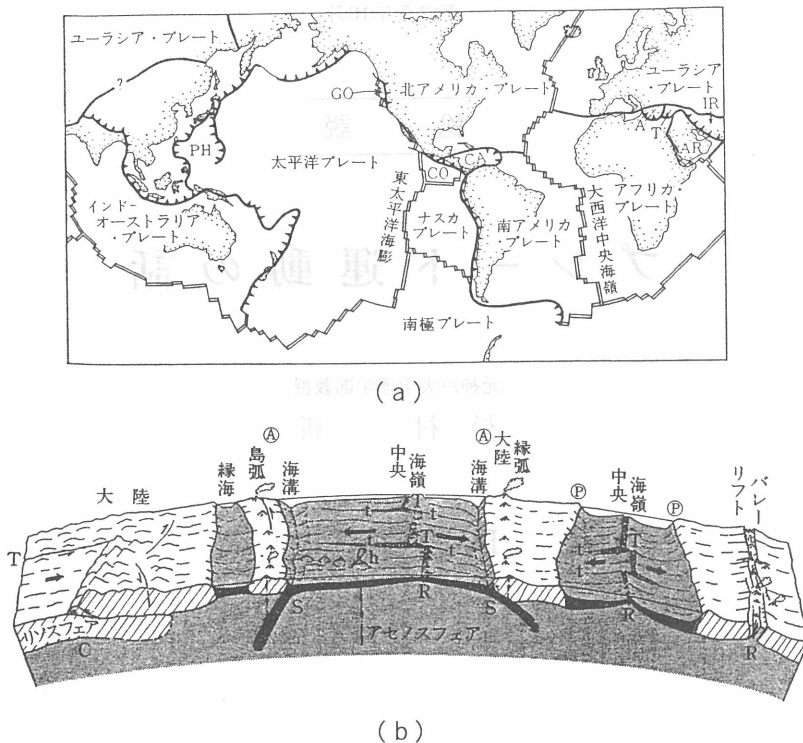 ユーラシア・プレート
?
PH
GO
北アメリカ・プレート
太平洋プレート
CO
CA
東太平洋海膨
ナスカ
プレート
南アメリカ・
プレート
大西洋中央海嶺
ユーラシア
・プレート
IR
A
T
AR
アフリカ・
プレート
インドー
オーストラリア
・プレート
南極プレート
(a)
大陸
縁海
島弧
Ⓐ
海溝
中央
海嶺
Ⓐ
海溝
大陸
縁弧
Ⓟ
中央
海嶺
Ⓟ
リフト
バレー
T
t
T
t
t
T
t
h
t
T
t
リソスフェア
C
S
R
S
R
R
アセノスフェア
(b)